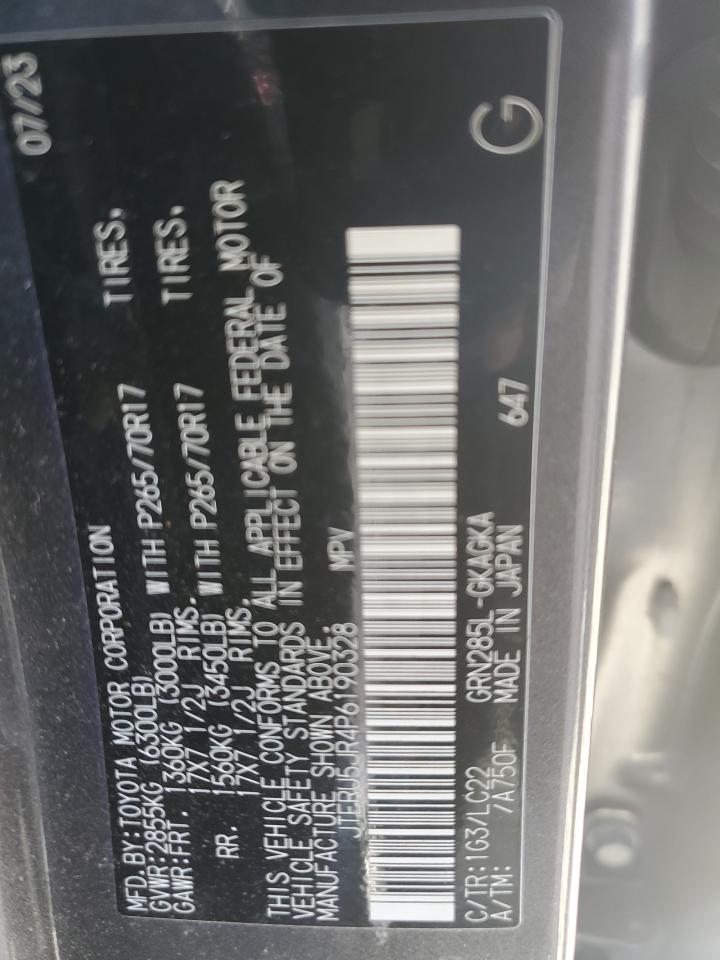 MFD.BY:TOYOTA MOTOR CORPORATION 07/23
GVWR:2855KG (6300LB)
GAWR:FRT. 1360KG (3000LB) WITH P265/70R17 TIRES,
17X7 1/2J RIMS.
RR. 1560KG (3450LB) WITH P265/70R17 TIRES,
17X7 1/2J RIMS.
THIS VEHICLE CONFORMS TO ALL APPLICABLE FEDERAL MOTOR
VEHICLE SAFETY STANDARDS IN EFFECT ON THE DATE OF
MANUFACTURE SHOWN ABOVE.
JTERU5JR4P6190328 MPV
C/TR:1G3/LC22 GRN285L-GKAGKA 647
A/TM: /A750F MADE IN JAPAN
G